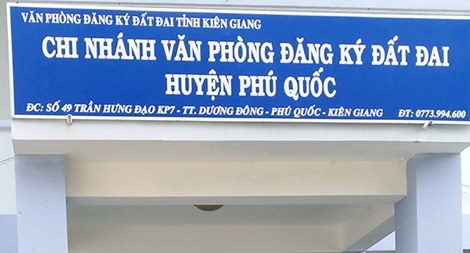 VĂN PHÒNG ĐĂNG KÝ ĐẤT ĐAI TỈNH KIÊN GIANG
CHI NHÁNH VĂN PHÒNG ĐĂNG KÝ ĐẤT ĐAI
HUYỆN PHÚ QUỐC
ĐC: SỐ 49 TRẦN HƯNG ĐẠO KP7 - TT. DƯƠNG ĐÔNG - PHÚ QUỐC - KIÊN GIANG ĐT: 0773.994.600